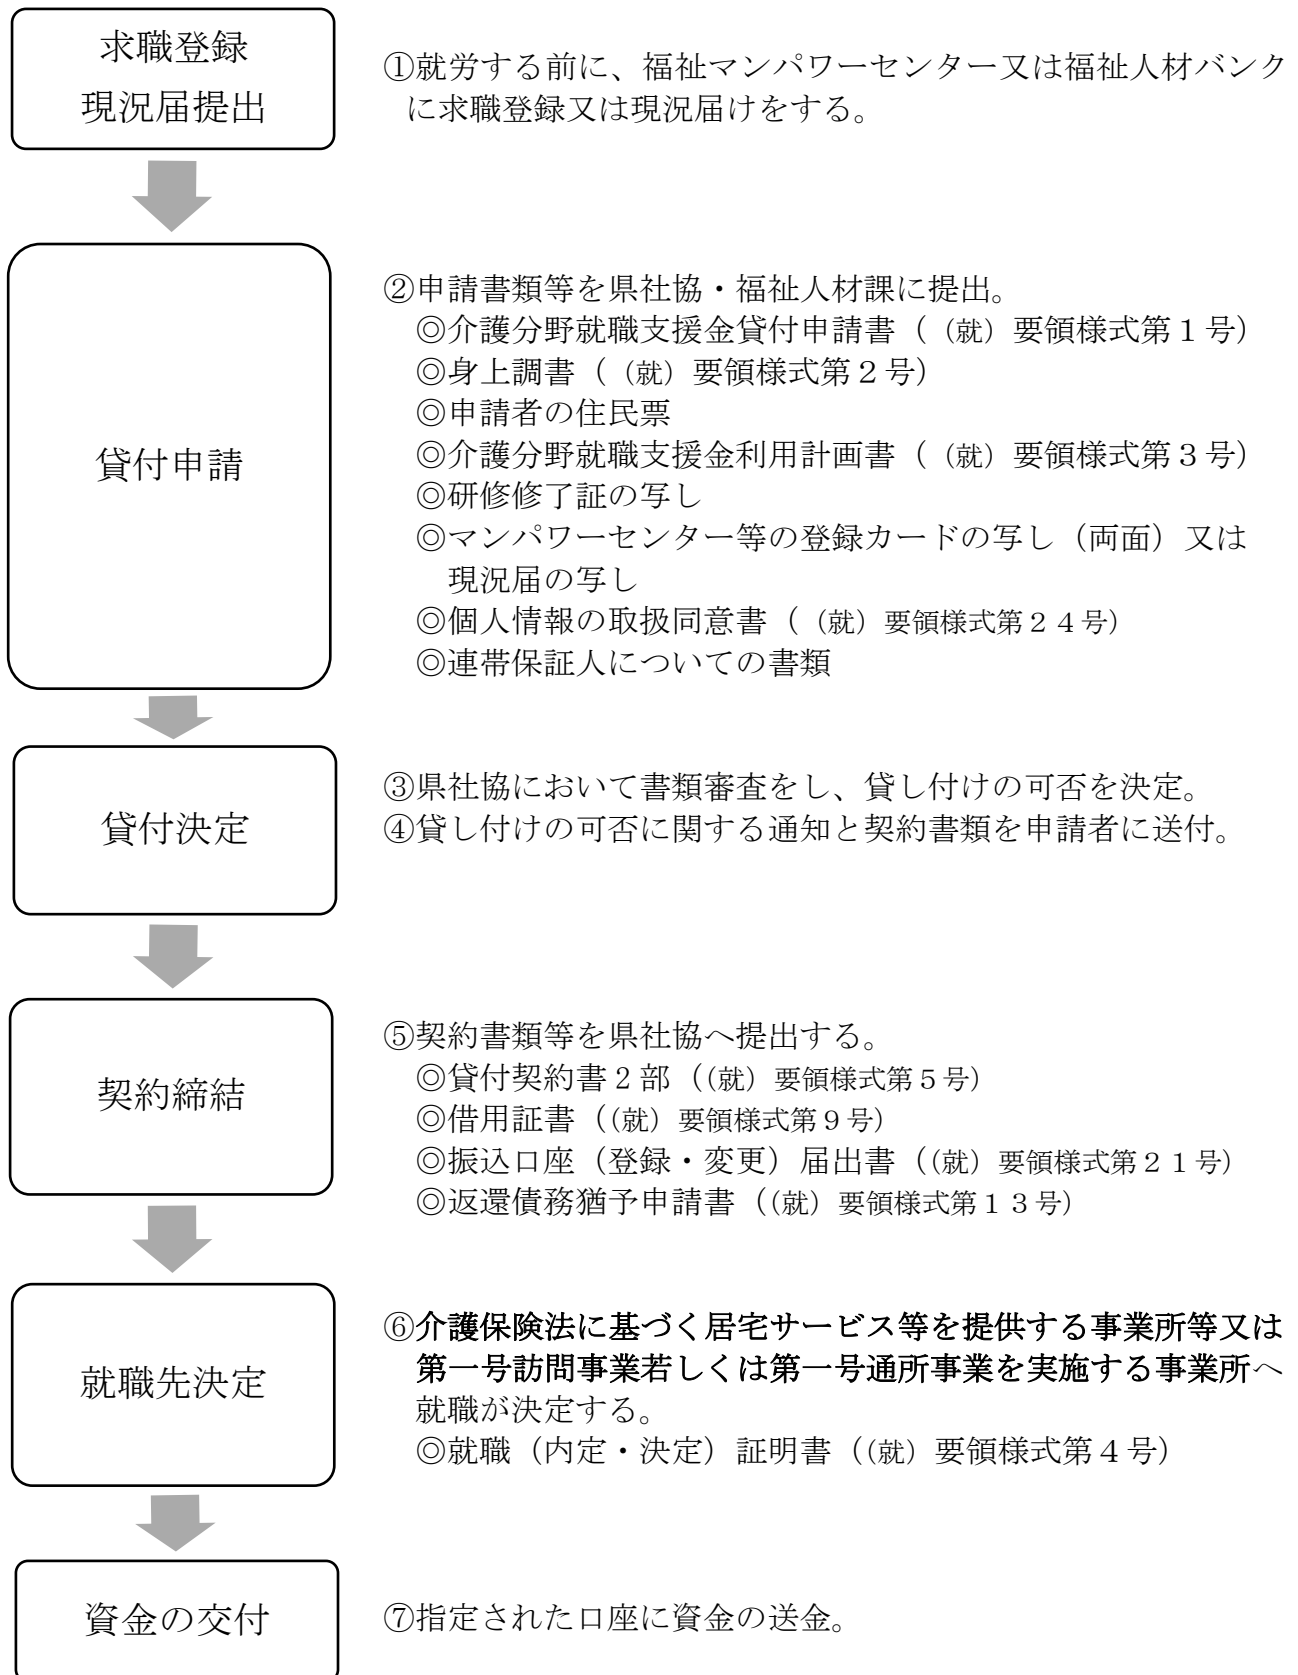 求職登録
現況届提出
①就労する前に、福祉マンパワーセンター又は福祉人材バンク
に求職登録又は現況届けをする。
貸付申請
②申請書類等を県社協・福祉人材課に提出。
◎介護分野就職支援金貸付申請書（（就）要領様式第１号）
◎身上調書（（就）要領様式第２号）
◎申請者の住民票
◎介護分野就職支援金利用計画書（（就）要領様式第３号）
◎研修修了証の写し
◎マンパワーセンター等の登録カードの写し（両面）又は
現況届の写し
◎個人情報の取扱同意書（（就）要領様式第２４号）
◎連帯保証人についての書類
貸付決定
③県社協において書類審査をし、貸し付けの可否を決定。
④貸し付けの可否に関する通知と契約書類を申請者に送付。
契約締結
⑤契約書類等を県社協へ提出する。
◎貸付契約書２部（(就）要領様式第５号）
◎借用証書（(就）要領様式第９号）
◎振込口座（登録・変更）届出書（(就）要領様式第２１号）
◎返還債務猶予申請書（(就）要領様式第１３号）
就職先決定
⑥介護保険法に基づく居宅サービス等を提供する事業所等又は
第一号訪問事業若しくは第一号通所事業を実施する事業所へ
就職が決定する。
◎就職（内定・決定）証明書（(就）要領様式第４号）
資金の交付
⑦指定された口座に資金の送金。